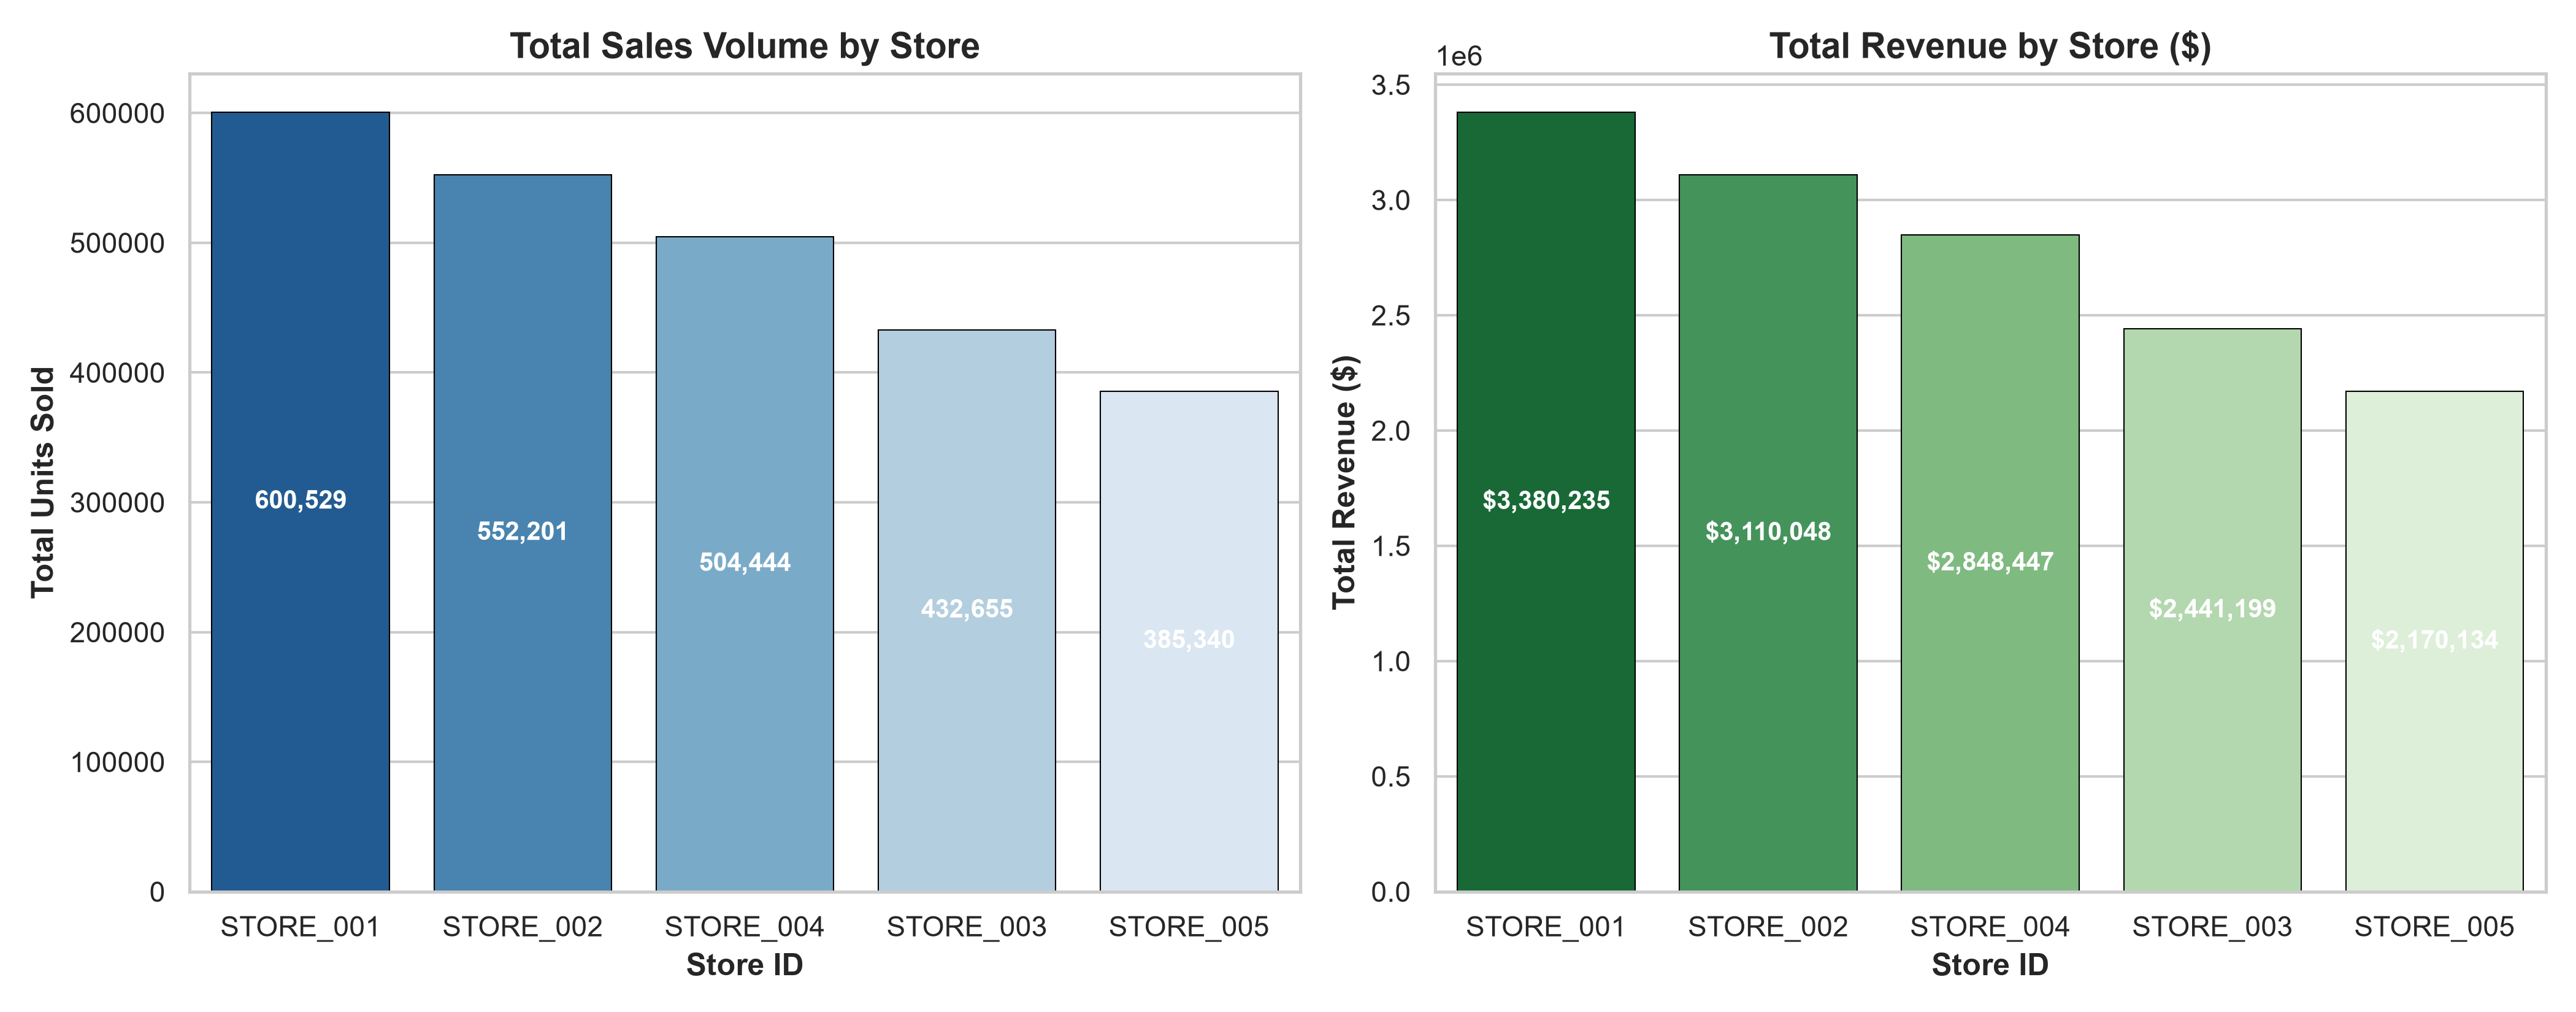 Total Sales Volume by Store
Total Units Sold
600000
500000
400000
300000
200000
100000
0
600,529
552,201
504,444
432,655
385,340
STORE_001 STORE_002 STORE_004 STORE_003 STORE_005
Store ID
Total Revenue by Store ($)
1e6
Total Revenue ($)
3.5
3.0
2.5
2.0
1.5
1.0
0.5
0.0
$3,380,235
$3,110,048
$2,848,447
$2,441,199
$2,170,134
STORE_001 STORE_002 STORE_004 STORE_003 STORE_005
Store ID